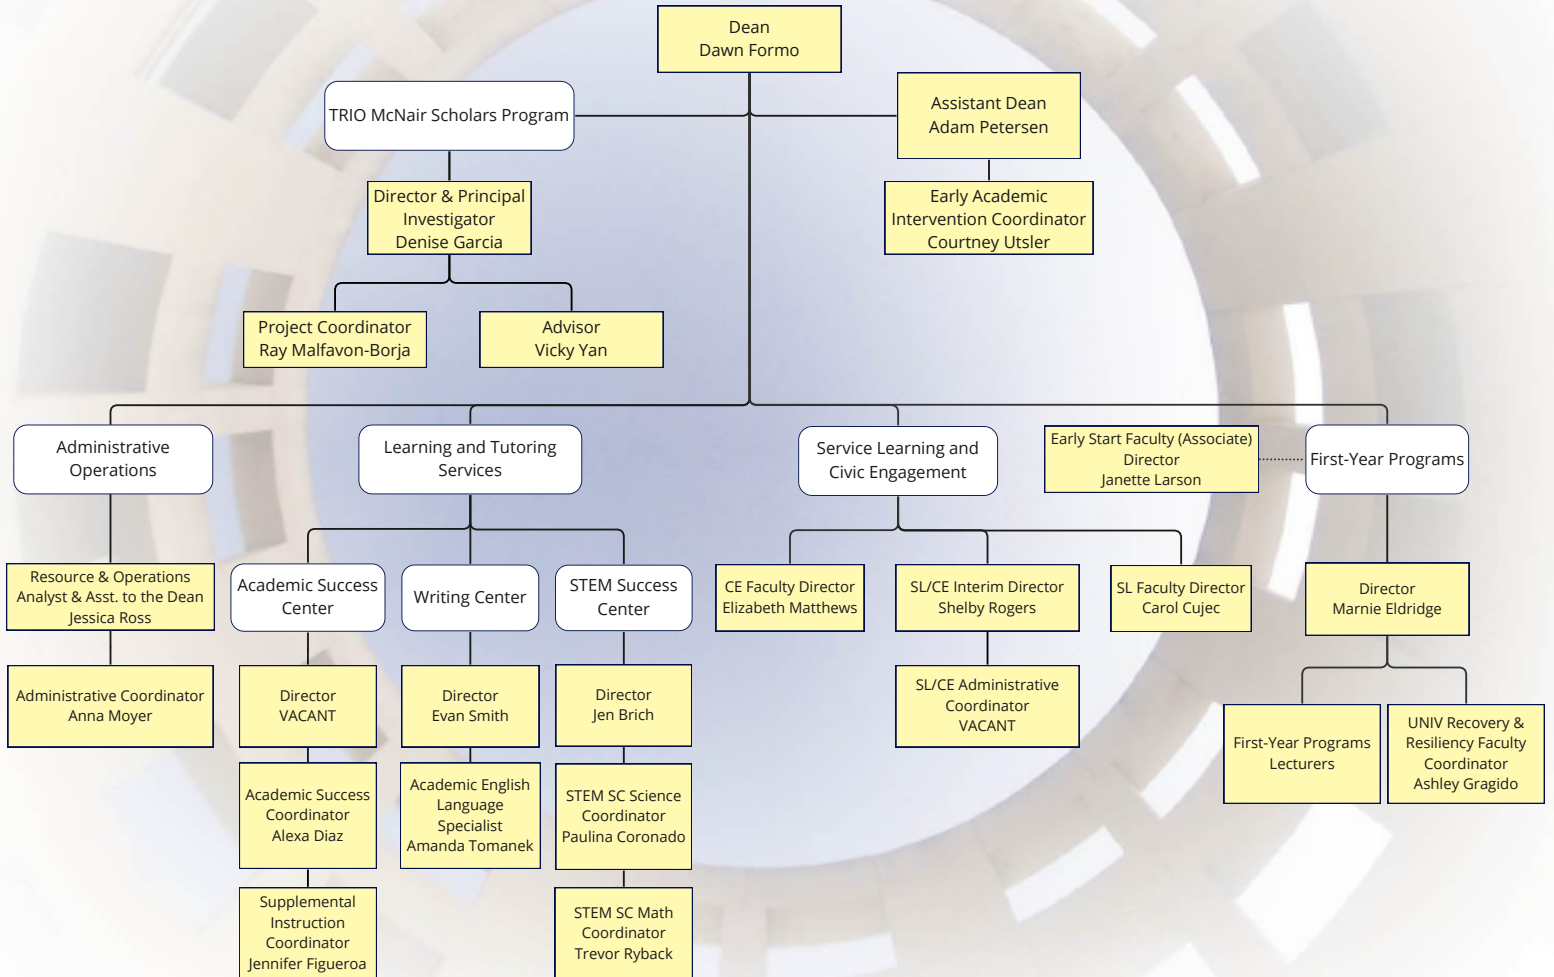 Dean
Dawn Formo
TRIO McNair Scholars Program
Assistant Dean
Adam Petersen
Director & Principal
Investigator
Denise Garcia
Early Academic
Intervention Coordinator
Courtney Utsler
Project Coordinator
Ray Malfavon-Borja
Advisor
Vicky Yan
Administrative
Operations
Learning and Tutoring
Services
Service Learning and
Civic Engagement
Early Start Faculty (Associate)
Director
Janette Larson
First-Year Programs
Resource & Operations
Analyst & Asst. to the Dean
Jessica Ross
Academic Success
Center
Writing Center
STEM Success
Center
CE Faculty Director
Elizabeth Matthews
SL/CE Interim Director
Shelby Rogers
SL Faculty Director
Carol Cujec
Director
Marnie Eldridge
Administrative Coordinator
Anna Moyer
Director
VACANT
Director
Evan Smith
Director
Jen Brich
SL/CE Administrative
Coordinator
VACANT
First-Year Programs
Lecturers
UNIV Recovery &
Resiliency Faculty
Coordinator
Ashley Gragido
Academic Success
Coordinator
Alexa Diaz
Academic English
Language
Specialist
Amanda Tomanek
STEM SC Science
Coordinator
Paulina Coronado
Supplemental
Instruction
Coordinator
Jennifer Figueroa
STEM SC Math
Coordinator
Trevor Ryback